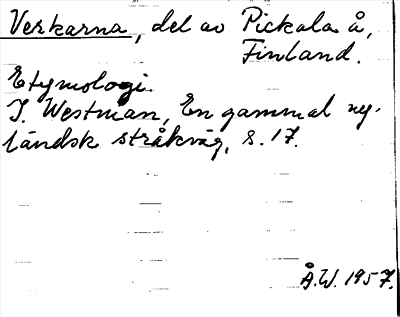 Verkarna, del av Pickala å,
Finland.
Etymologi.
I. Westman, En gammal ny-
ländsk stråkväg, s. 17.
Å.W. 1957.